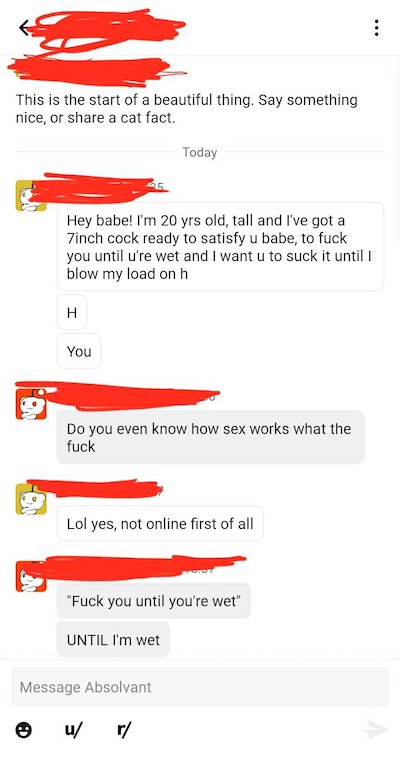 This is the start of a beautiful thing. Say something
nice, or share a cat fact.
Today
Hey babe! I'm 20 yrs old, tall and I've got a
7inch cock ready to satisfy u babe, to fuck
you until u're wet and I want u to suck it until I
blow my load on h
H
You
Do you even know how sex works what the
fuck
Lol yes, not online first of all
"Fuck you until you're wet"
UNTIL I'm wet
Message Absolvant
u/ r/